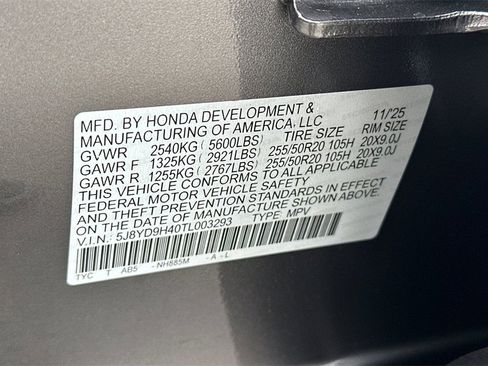 MFD. BY HONDA DEVELOPMENT & 11/25
MANUFACTURING OF AMERICA, LLC
GVWR 2540KG (5600LBS) TIRE SIZE RIM SIZE
GAWR F 1325KG (2921LBS) 255/50R20 105H 20X9.0J
GAWR R 1255KG (2767LBS) 255/50R20 105H 20X9.0J
THIS VEHICLE CONFORMS TO ALL APPLICABLE
FEDERAL MOTOR VEHICLE SAFETY
AND THEFT PREVENTION STANDARDS IN EFFECT
ON THE DATE OF MANUFACTURE SHOWN ABOVE.
V.I.N.: 5J8YD9H40TL003293 TYPE: MPV
TYC T AB5 -NH885M -A -L